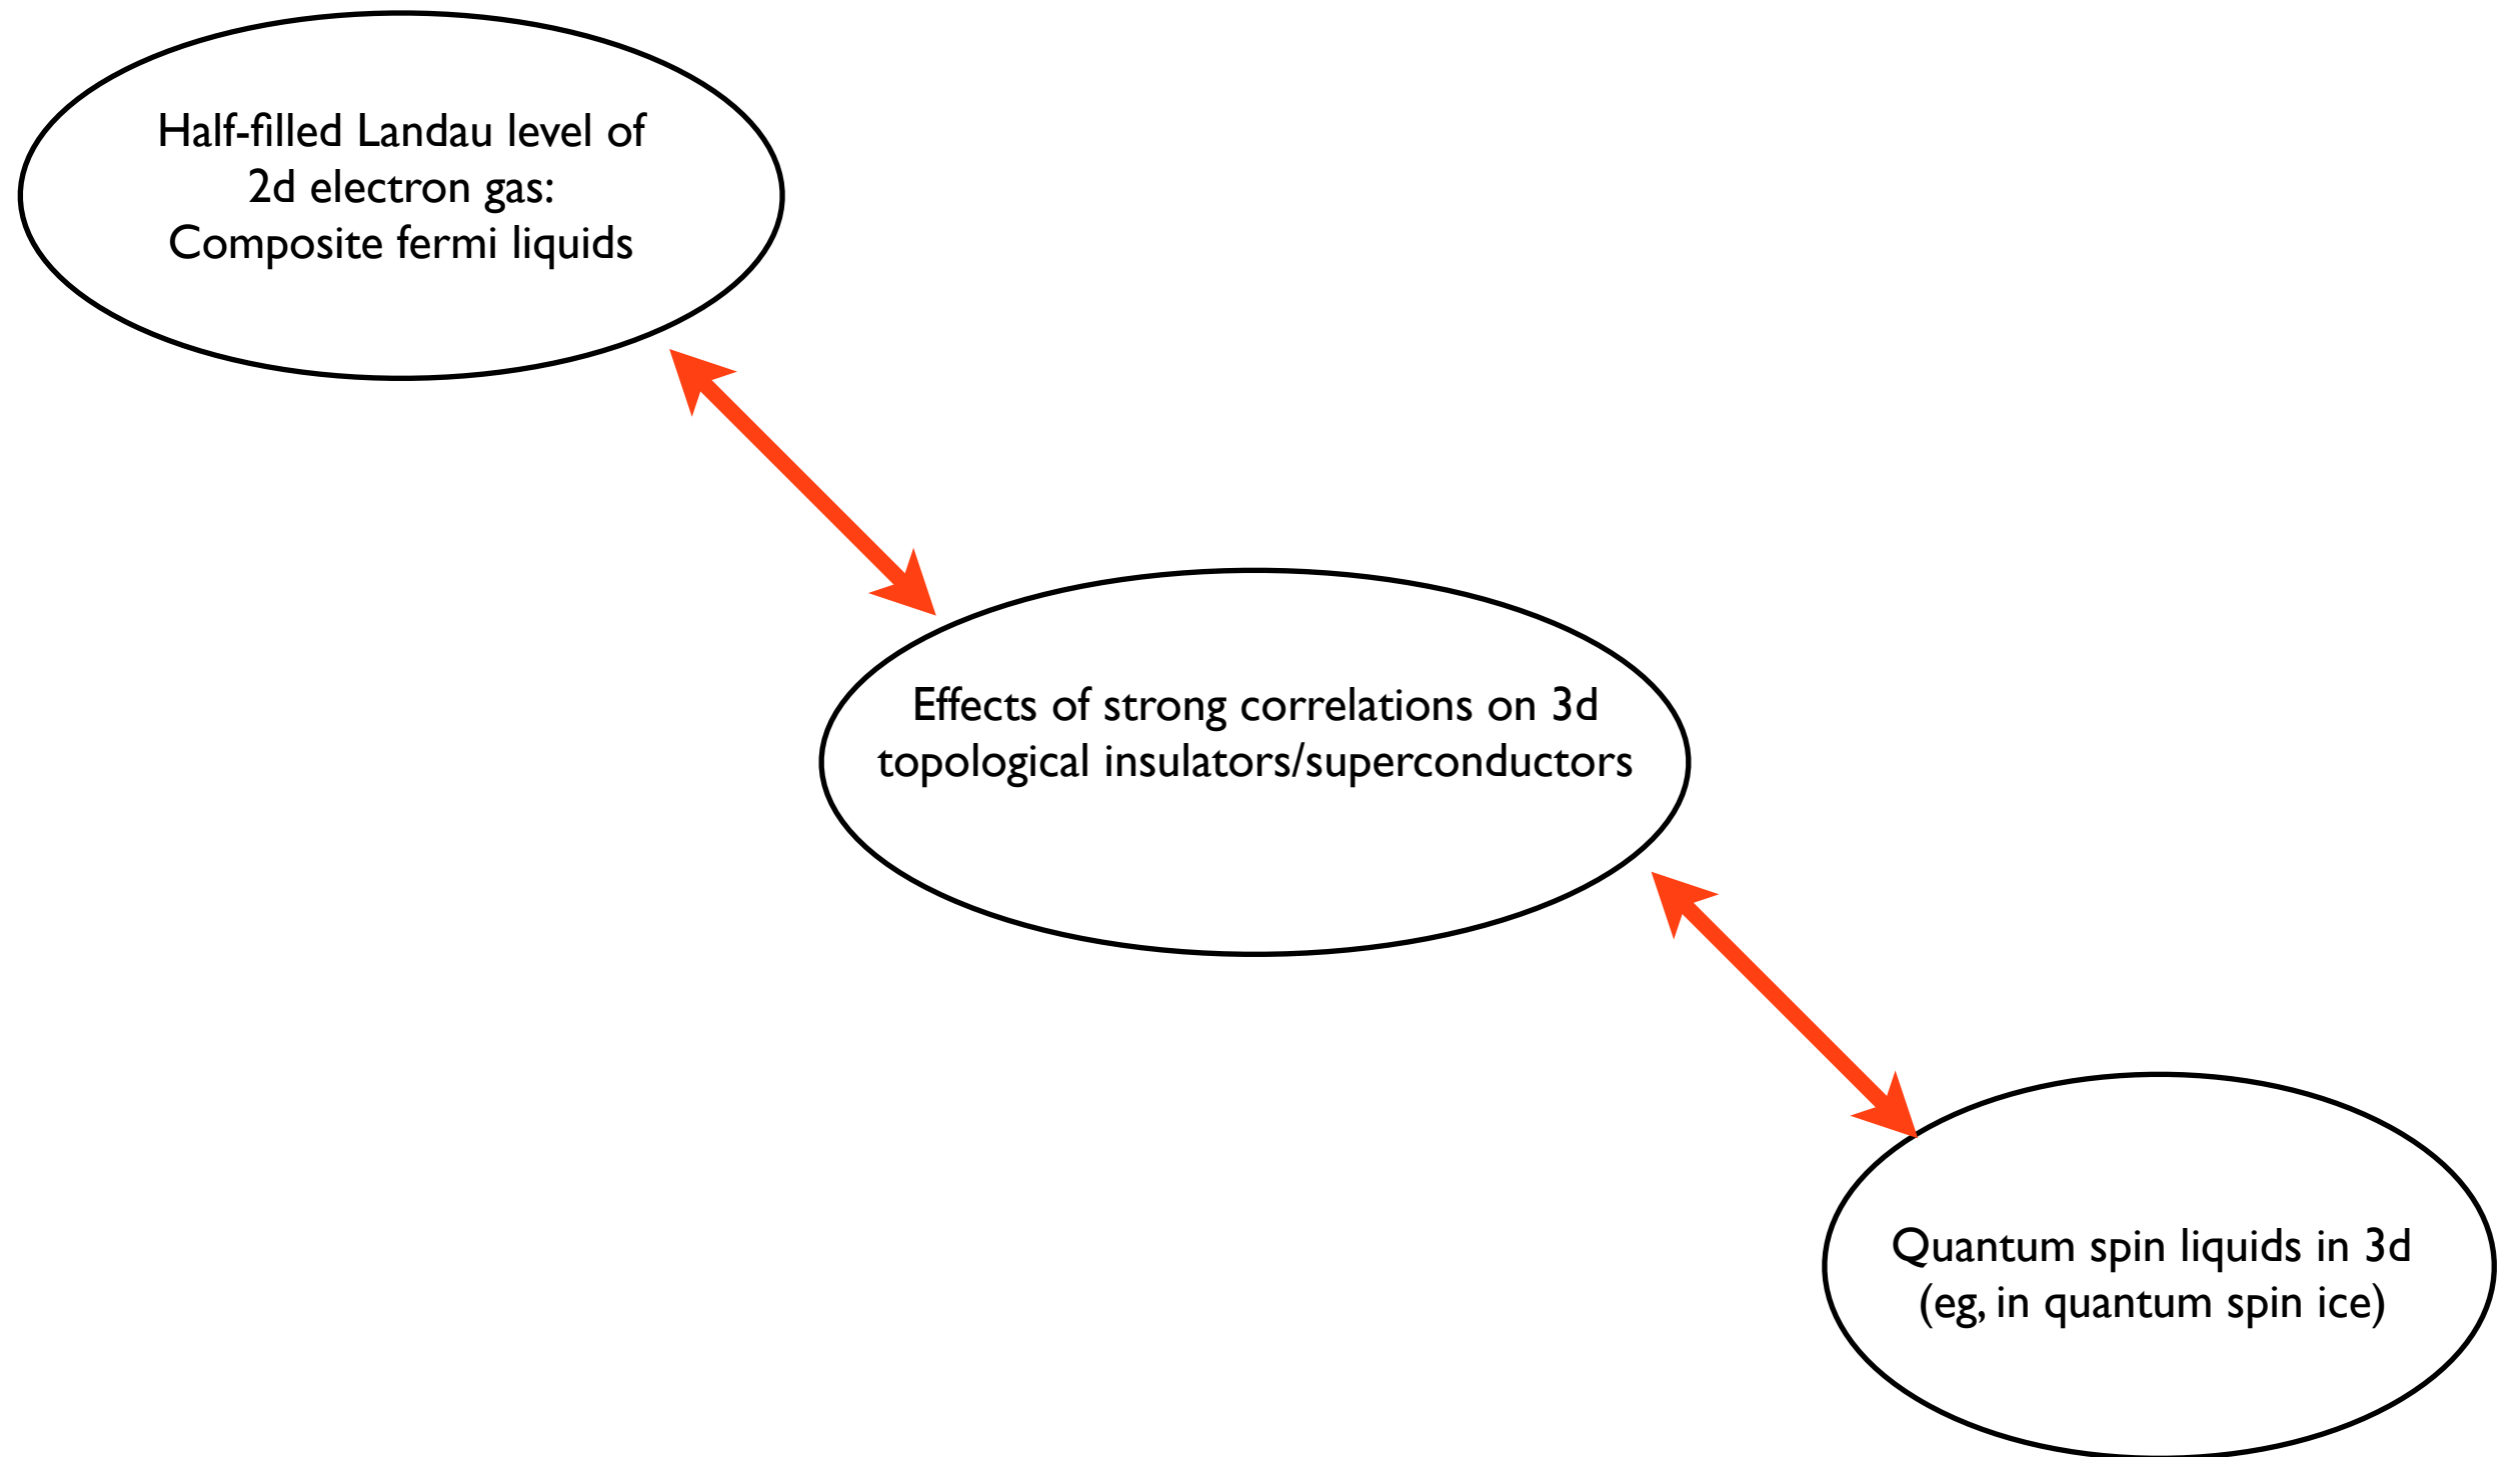 Half-filled Landau level of
2d electron gas:
Composite fermi liquids
Effects of strong correlations on 3d
topological insulators/superconductors
Quantum spin liquids in 3d
(eg, in quantum spin ice)